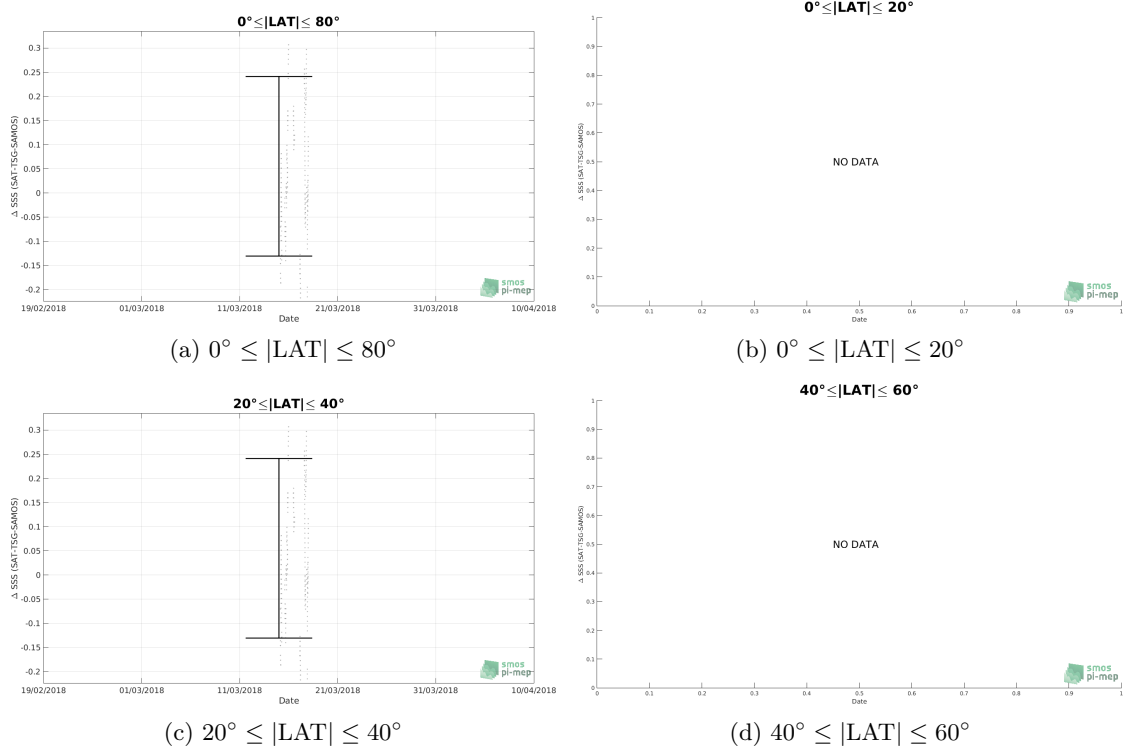 0°≤|LAT|≤ 80°
Δ SSS (SAT-TSG-SAMOS)
0.3
0.25
0.2
0.15
0.1
0.05
0
-0.05
-0.1
-0.15
-0.2
19/02/2018 01/03/2018 11/03/2018 21/03/2018 31/03/2018 10/04/2018
Date
smos
pi-mep
(a) 0° ≤ |LAT| ≤ 80°
0°≤|LAT|≤ 20°
Δ SSS (SAT-TSG-SAMOS)
1
0.9
0.8
0.7
0.6
0.5
0.4
0.3
0.2
0.1
0
NO DATA
0 0.1 0.2 0.3 0.4 0.5 0.6 0.7 0.8 0.9 1
Date
smos
pi-mep
(b) 0° ≤ |LAT| ≤ 20°
20°≤|LAT|≤ 40°
Δ SSS (SAT-TSG-SAMOS)
0.3
0.25
0.2
0.15
0.1
0.05
0
-0.05
-0.1
-0.15
-0.2
19/02/2018 01/03/2018 11/03/2018 21/03/2018 31/03/2018 10/04/2018
Date
smos
pi-mep
(c) 20° ≤ |LAT| ≤ 40°
40°≤|LAT|≤ 60°
Δ SSS (SAT-TSG-SAMOS)
1
0.9
0.8
0.7
0.6
0.5
0.4
0.3
0.2
0.1
0
NO DATA
0 0.1 0.2 0.3 0.4 0.5 0.6 0.7 0.8 0.9 1
Date
smos
pi-mep
(d) 40° ≤ |LAT| ≤ 60°